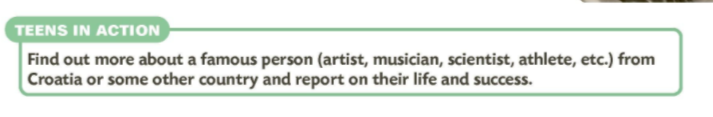 TEENS IN ACTION
Find out more about a famous person (artist, musician, scientist, athlete, etc.) from
Croatia or some other country and report on their life and success.